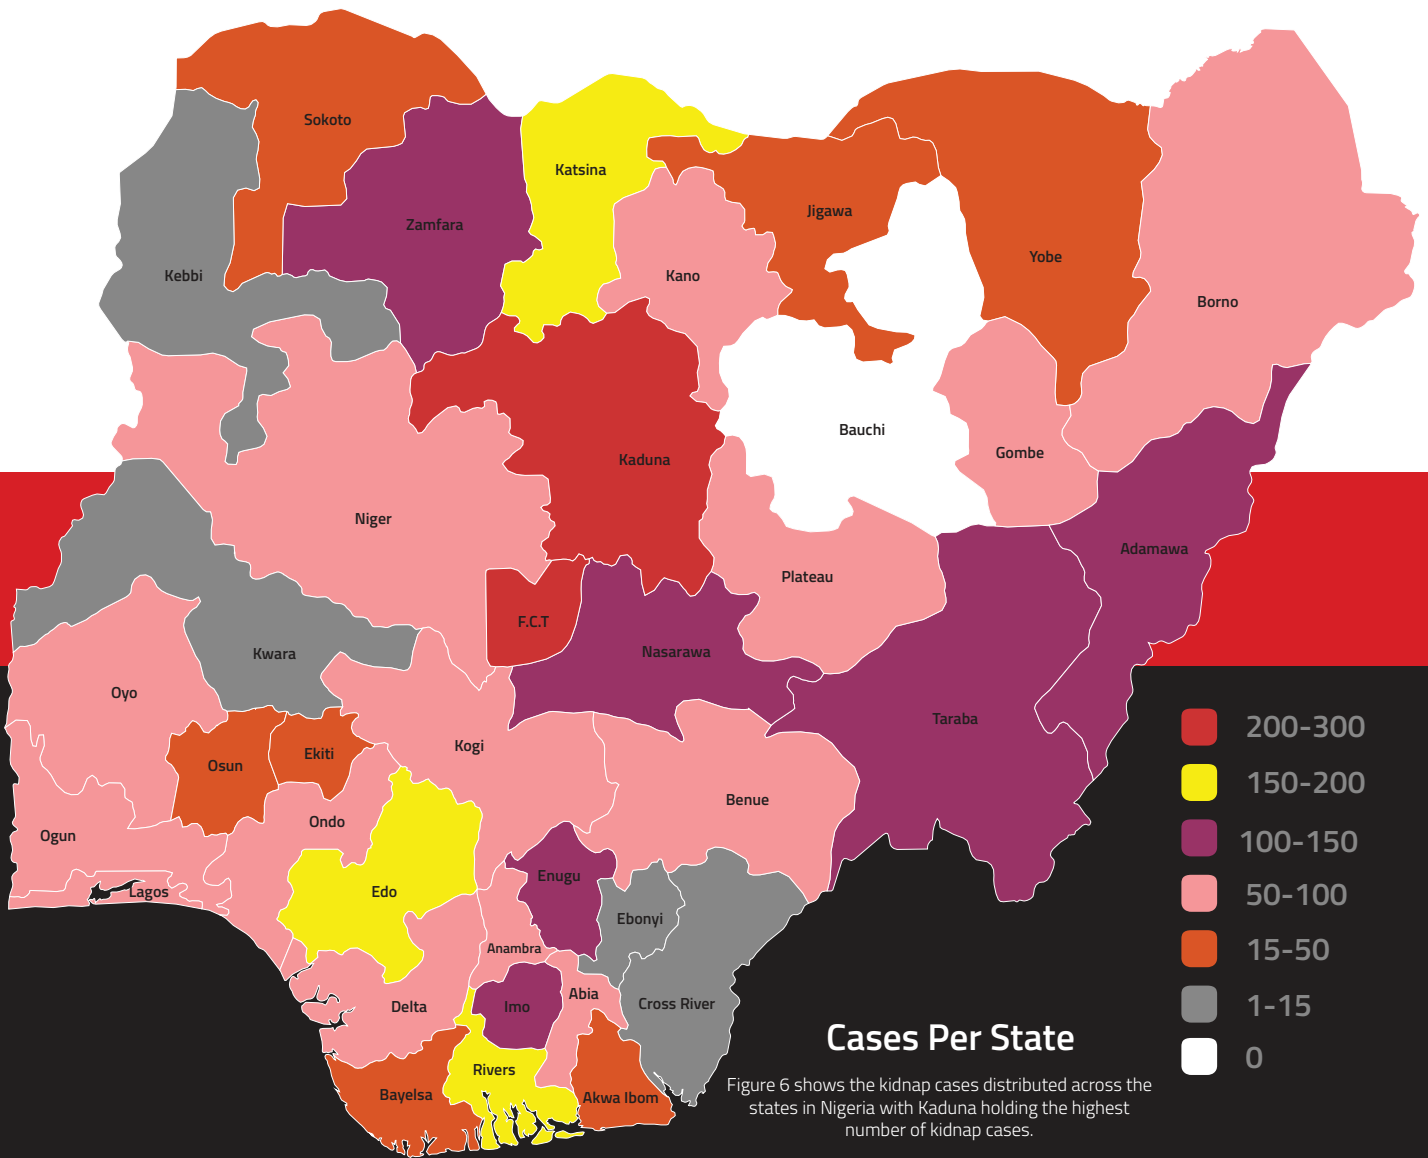 Sokoto
Katsina
Jigawa
Zamfara
Yobe
Kebbi
Kano
Borno
Bauchi
Gombe
Kaduna
Niger
Adamawa
Plateau
F.C.T
Nasarawa
Kwara
Oyo
Taraba
Kogi
Ekiti
Osun
Benue
Ondo
Ogun
Enugu
Lagos
Edo
Ebonyi
Anambra
Abia
Cross River
Delta
Imo
Rivers
Bayelsa
Akwa Ibom
200-300
150-200
100-150
50-100
15-50
1-15
0
Cases Per State
Figure 6 shows the kidnap cases distributed across the
states in Nigeria with Kaduna holding the highest
number of kidnap cases.